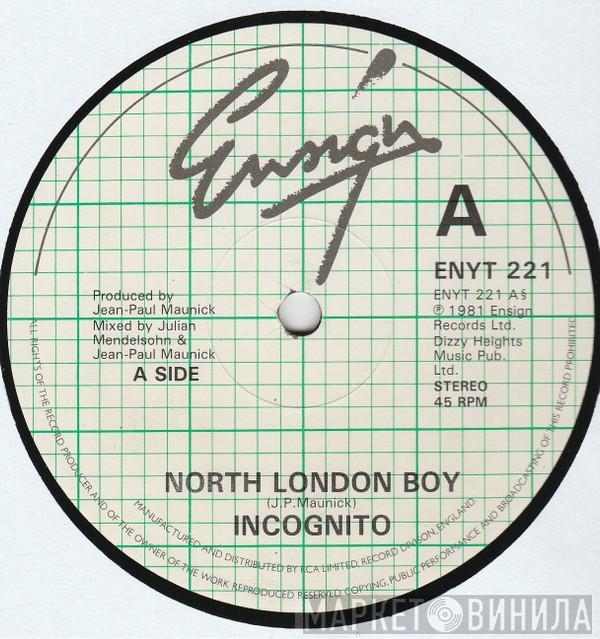 Ensign
A
ENYT 221
Produced by
Jean-Paul Maunick
Mixed by Julian
Mendelsohn &
Jean-Paul Maunick
A SIDE
ENYT 221 A§
℗ 1981 Ensign
Records Ltd.
Dizzy Heights
Music Pub.
Ltd.
STEREO
45 RPM
NORTH LONDON BOY
(J.P.Maunick)
INCOGNITO
MANUFACTURED AND DISTRIBUTED BY RCA LIMITED, RECORD DIVISION, ENGLAND.
ALL RIGHTS OF THE RECORD PRODUCER AND OF THE OWNER OF THE WORK REPRODUCED RESERVED. COPYING, PUBLIC PERFORMANCE AND BROADCASTING OF THIS RECORD PROHIBITED
МАРКЕТ ВИНИЛА